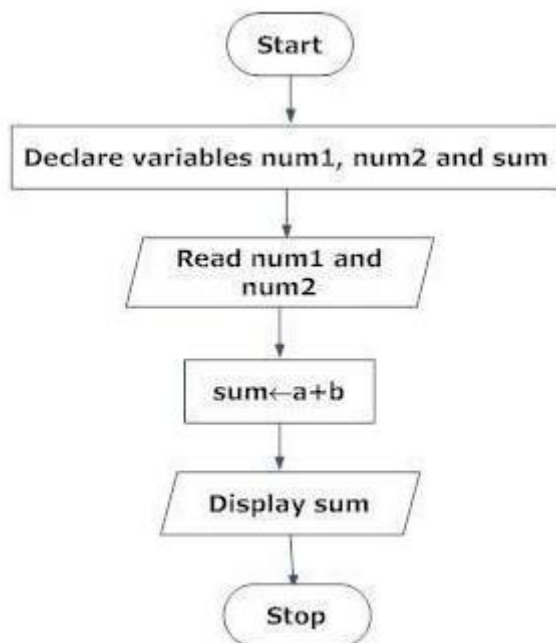 Start
Declare variables num1, num2 and sum
Read num1 and
num2
sum←a+b
Display sum
Stop